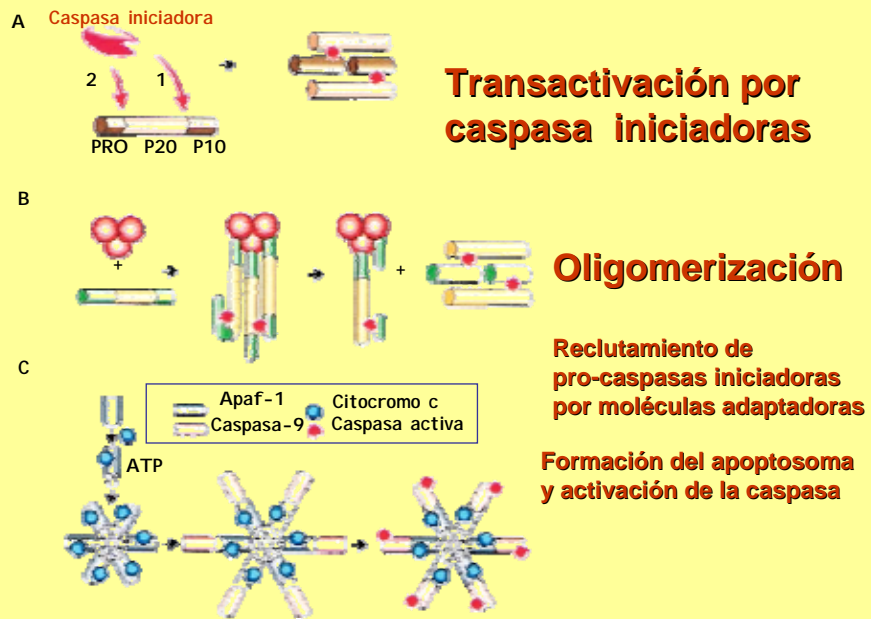 A Caspasa iniciadora
2 1
PRO P20 P10
Transactivación por
caspasa iniciadoras
B
+
+
Oligomerización
Reclutamiento de
pro-caspasas iniciadoras
por moléculas adaptadoras
C
Apaf-1 Citocromo c
Caspasa-9 Caspasa activa
ATP
Formación del apoptosoma
y activación de la caspasa